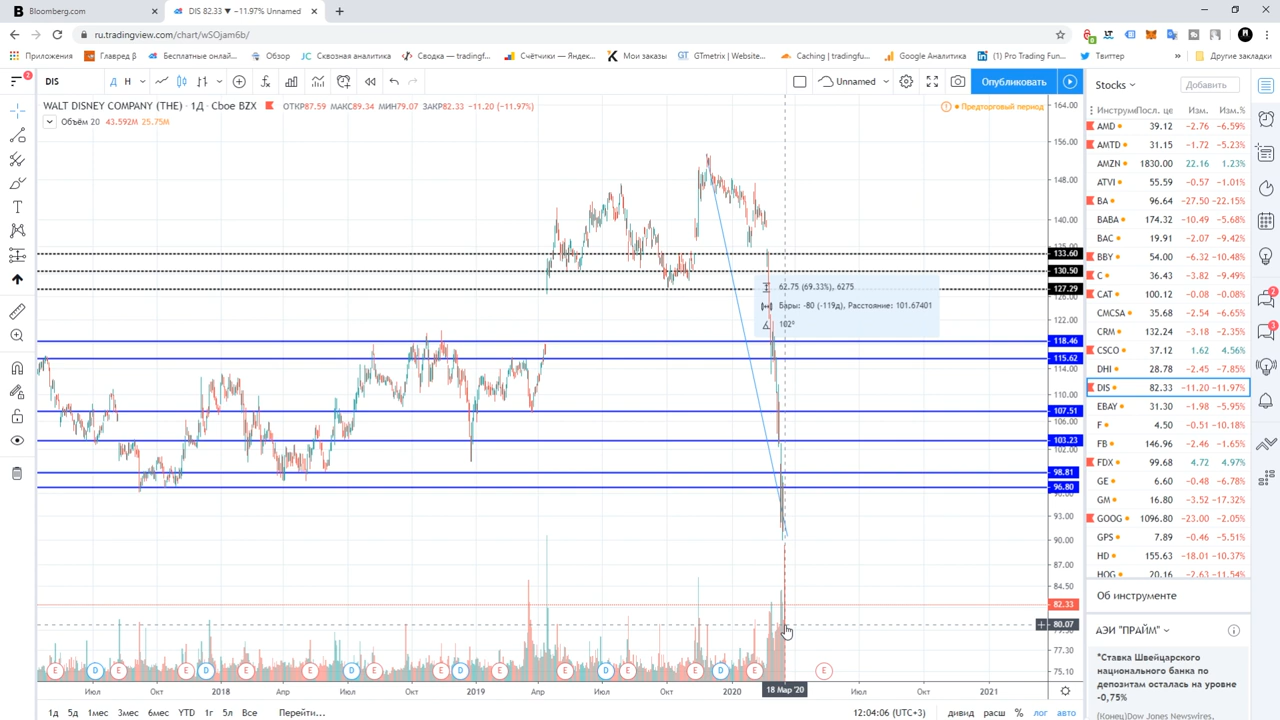 Bloomberg.com
DIS 82.33 ▼ −11.97% Unnamed
ru.tradingview.com/chart/wSOjam6b/
Приложения
Главред β
Бесплатные онлай...
Обзор
Сквозная аналитик...
Сводка — tradingf...
Счётчики — Яндек...
Мои заказы
GTmetrix | Website...
Caching | tradingfu...
Google Аналитика
(1) Pro Trading Fun...
Твиттер
»
Другие закладки
DIS
Д
Н
Unnamed
Опубликовать
Stocks
Добавить
WALT DISNEY COMPANY (THE) · 1Д · Cboe BZX
ОТКР87.59 МАКС89.34 МИН79.07 ЗАКР82.33 −11.20 (−11.97%)
Предторговый период
Объём 20 43.592M 25.75M
164.00
156.00
148.00
140.00
135.00
133.60
130.50
127.29
126.00
122.00
118.46
115.62
114.00
110.00
107.51
106.00
103.23
102.00
98.81
96.80
93.00
90.00
87.00
84.50
82.33
80.07
77.30
75.10
62.75 (69.33%), 6275
Бары: -80 (-119д), Расстояние: 101.67401
102°
Июл
Окт
2018
Апр
Июл
Окт
2019
Апр
Июл
Окт
2020
18 Мар '20
Июл
Окт
2021
1д 5д 1мес 3мес 6мес YTD 1г 5л Все Перейти...
12:04:06 (UTC+3)
дивид расш % лог авто
Инструм Посл. це Изм. Изм.%
AMD 39.12 −2.76 −6.59%
AMTD 31.15 −1.72 −5.23%
AMZN 1830.00 22.16 1.23%
ATVI 55.59 −0.57 −1.01%
BA 96.64 −27.50 −22.15%
BABA 174.32 −10.49 −5.68%
BAC 19.91 −2.07 −9.42%
BBY 54.00 −6.32 −10.48%
C 36.43 −3.82 −9.49%
CAT 100.12 −0.08 −0.08%
CMCSA 35.68 −2.54 −6.65%
CRM 132.24 −3.18 −2.35%
CSCO 37.12 1.62 4.56%
DHI 28.78 −2.45 −7.85%
DIS 82.33 −11.20 −11.97%
EBAY 31.30 −1.98 −5.95%
F 4.50 −0.51 −10.18%
FB 146.96 −2.46 −1.65%
FDX 99.68 4.72 4.97%
GE 6.60 −0.48 −6.78%
GM 16.80 −3.52 −17.32%
GOOG 1096.80 −23.00 −2.05%
GPS 7.89 −0.46 −5.51%
HD 155.63 −18.01 −10.37%
HOG 20.16 −2.63 −11.54%
Об инструменте
АЭИ "ПРАЙМ"
*Ставка Швейцарского
национального банка по
депозитам осталась на уровне
-0,75%
(Конец)Dow Jones Newswires,